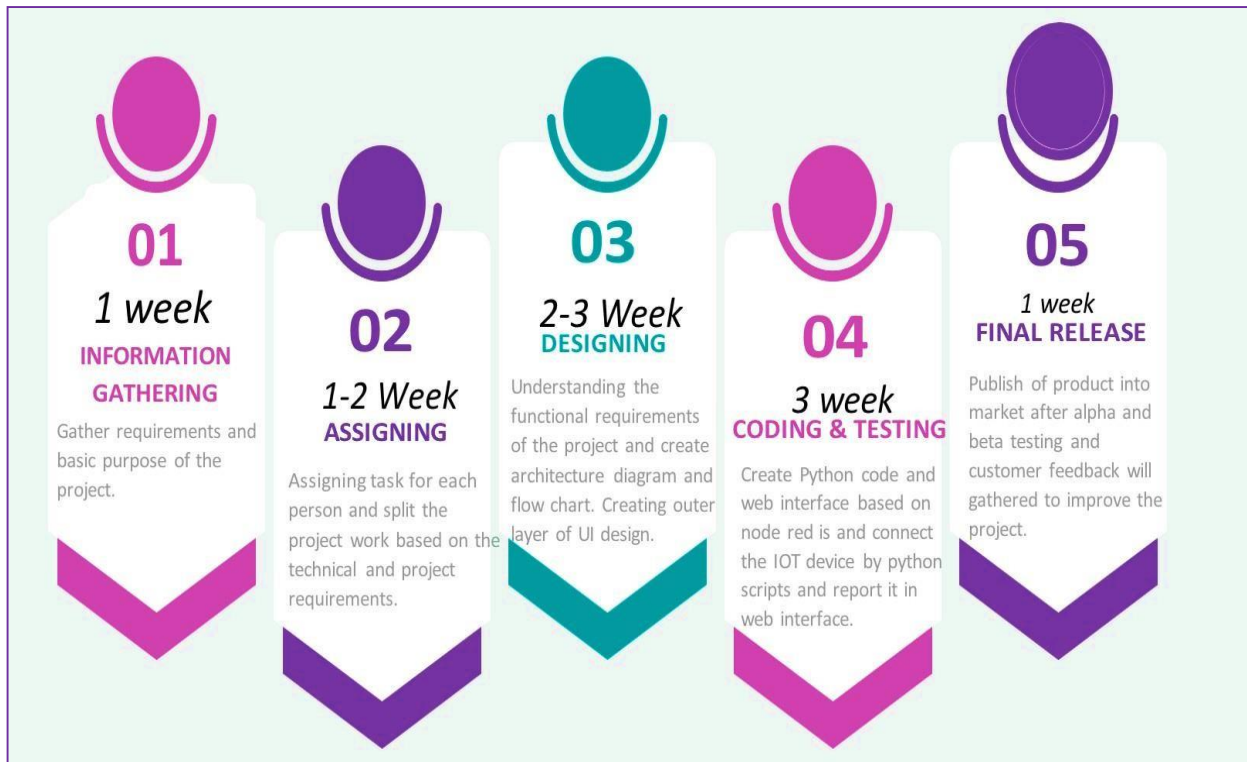 01
1 week
INFORMATION
GATHERING
Gather requirements and
basic purpose of the
project.
02
1-2 Week
ASSIGNING
Assigning task for each
person and split the
project work based on the
technical and project
requirements.
03
2-3 Week
DESIGNING
Understanding the
functional requirements
of the project and create
architecture diagram and
flow chart. Creating outer
layer of UI design.
04
3 week
CODING & TESTING
Create Python code and
web interface based on
node red is and connect
the IOT device by python
scripts and report it in
web interface.
05
1 week
FINAL RELEASE
Publish of product into
market after alpha and
beta testing and
customer feedback will
gathered to improve the
project.